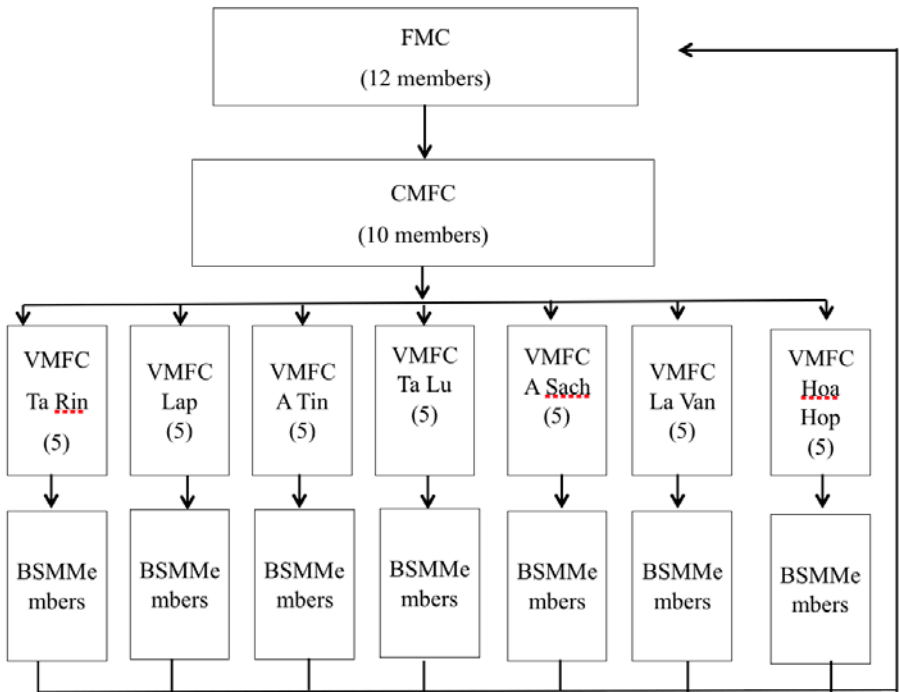 FMC
(12 members)
CMFC
(10 members)
VMFC
Ta Rin
(5)
VMFC
Lap
(5)
VMFC
A Tin
(5)
VMFC
Ta Lu
(5)
VMFC
A Sach
(5)
VMFC
La Van
(5)
VMFC
Hoa
Hop
(5)
BSMMe
mbers
BSMMe
mbers
BSMMe
mbers
BSMMe
mbers
BSMMe
mbers
BSMMe
mbers
BSMMe
mbers